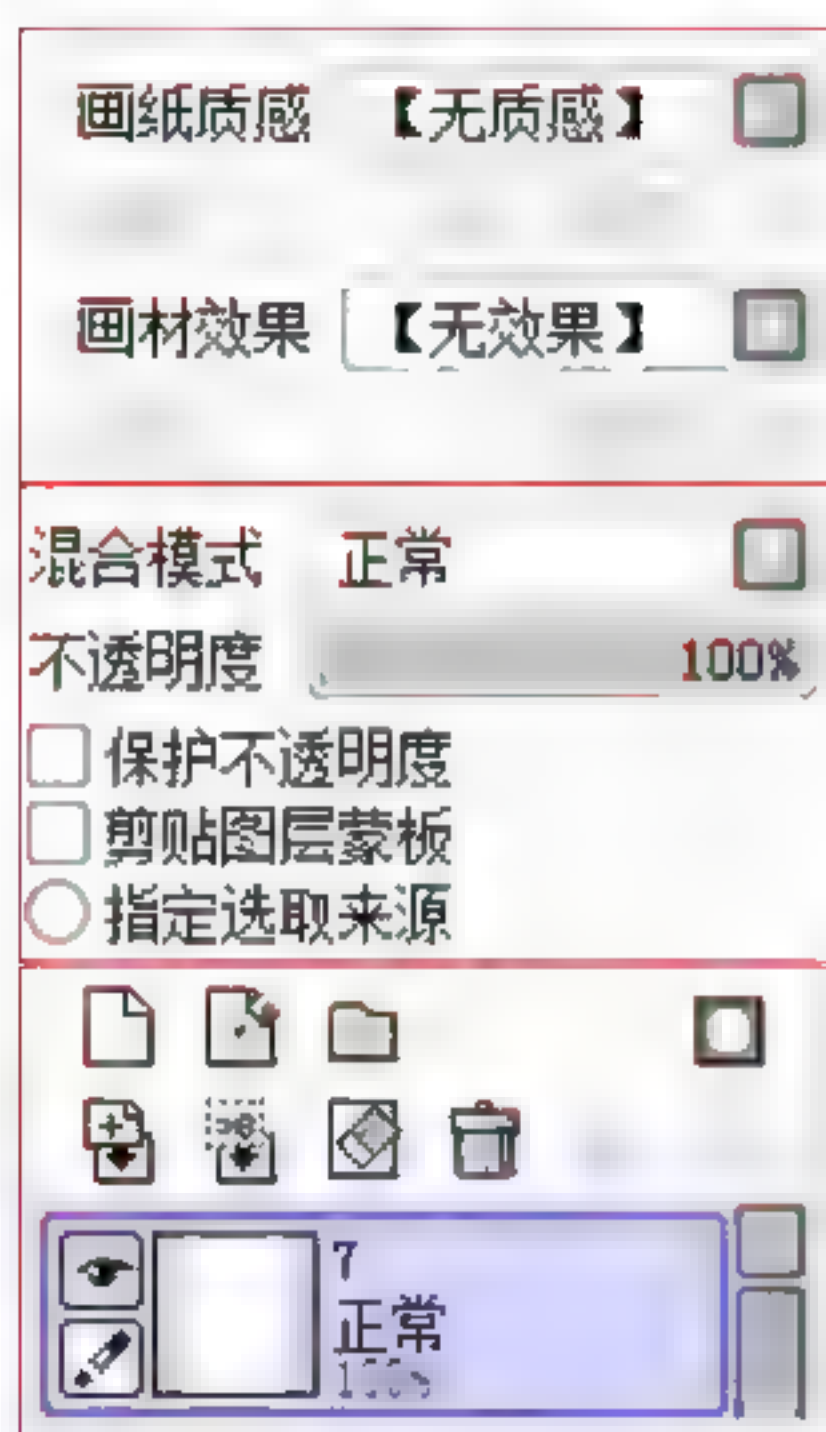 画纸质感 【无质感】
画材效果 【无效果】
混合模式 正常
不透明度 100%
保护不透明度
剪贴图层蒙板
指定选取来源
7
正常